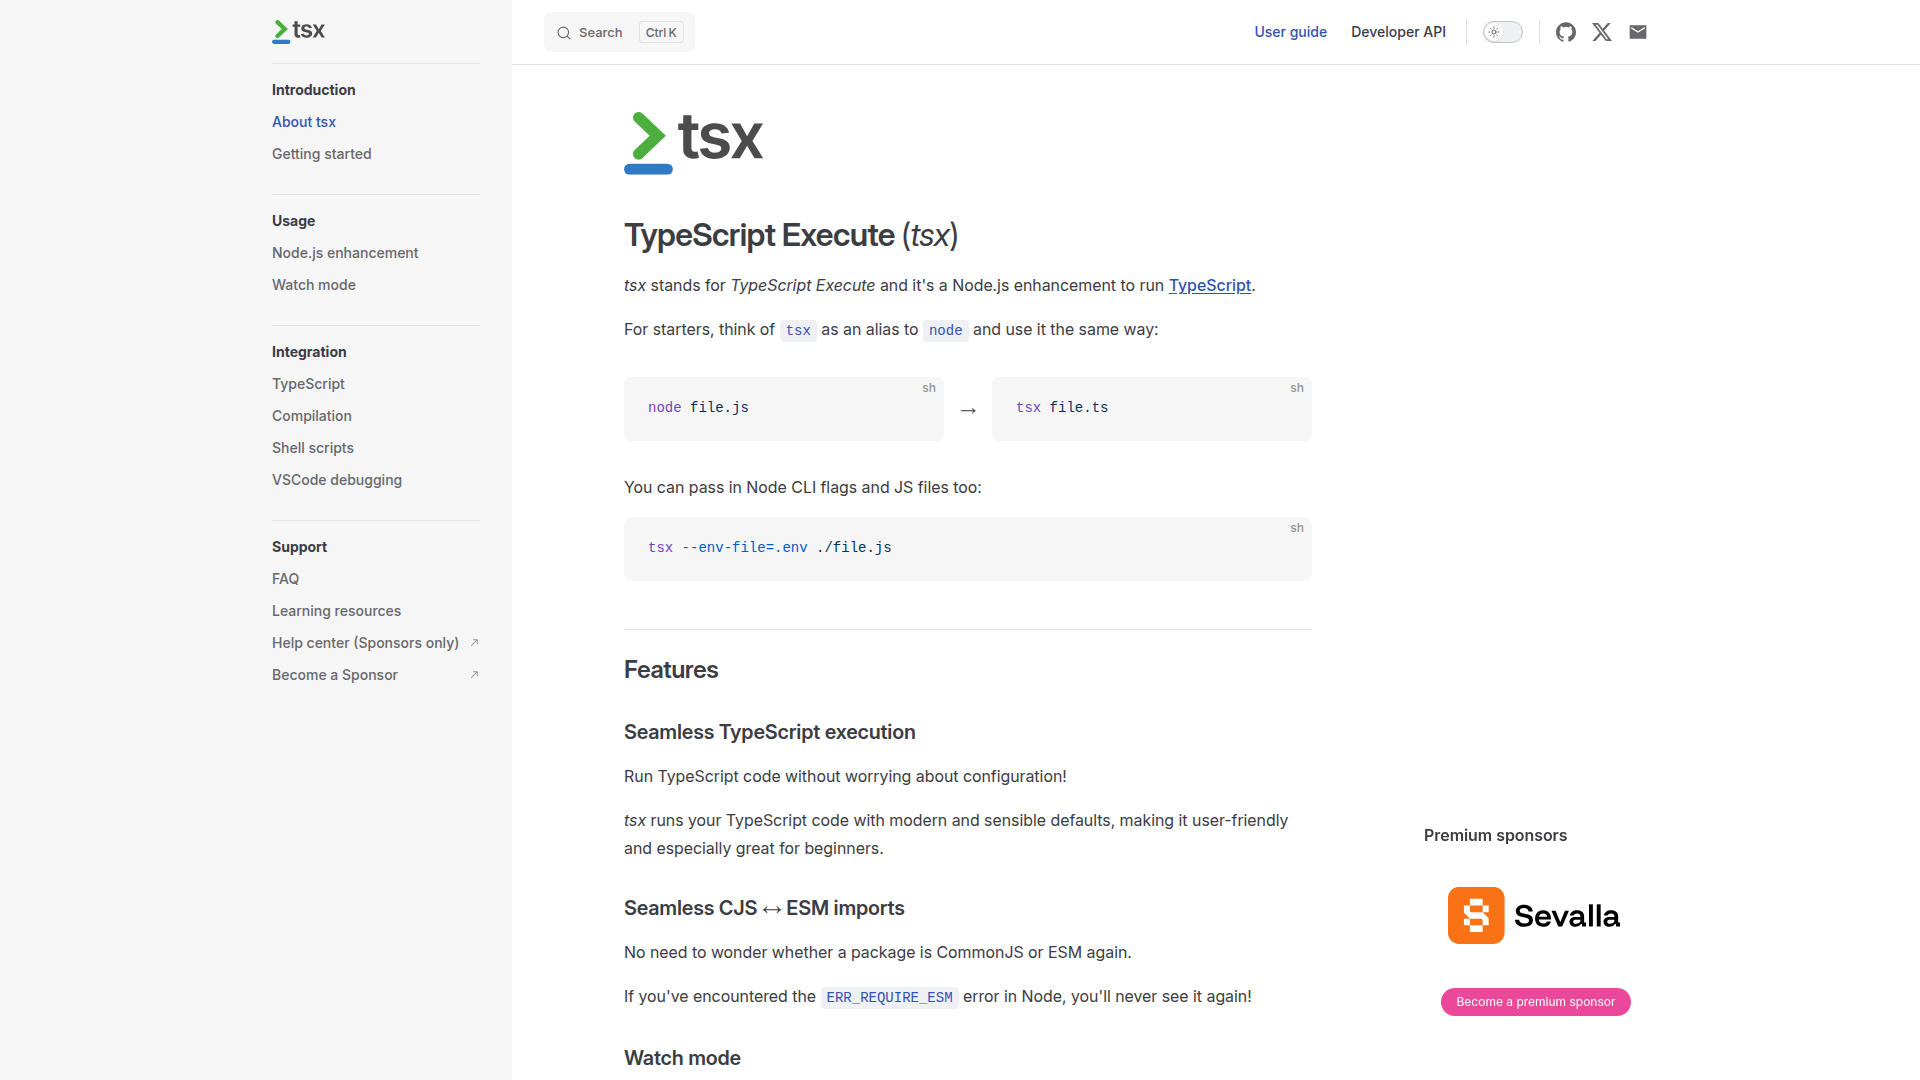 tsx
Introduction
About tsx
Getting started
Usage
Node.js enhancement
Watch mode
Integration
TypeScript
Compilation
Shell scripts
VSCode debugging
Support
FAQ
Learning resources
Help center (Sponsors only)
Become a Sponsor
Search Ctrl K
User guide
Developer API
tsx
TypeScript Execute (tsx)
tsx stands for TypeScript Execute and it's a Node.js enhancement to run TypeScript.
For starters, think of tsx as an alias to node and use it the same way:
sh
node file.js
→
sh
tsx file.ts
You can pass in Node CLI flags and JS files too:
sh
tsx --env-file=.env ./file.js
Features
Seamless TypeScript execution
Run TypeScript code without worrying about configuration!
tsx runs your TypeScript code with modern and sensible defaults, making it user-friendly
and especially great for beginners.
Seamless CJS ↔ ESM imports
No need to wonder whether a package is CommonJS or ESM again.
If you've encountered the ERR_REQUIRE_ESM error in Node, you'll never see it again!
Watch mode
Premium sponsors
Sevalla
Become a premium sponsor